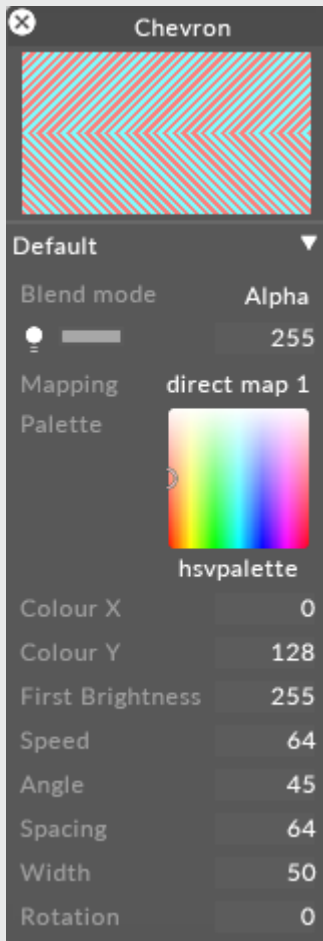 Chevron
Default
Blend mode Alpha
255
Mapping direct map 1
Palette
hsvpalette
Colour X 0
Colour Y 128
First Brightness 255
Speed 64
Angle 45
Spacing 64
Width 50
Rotation 0